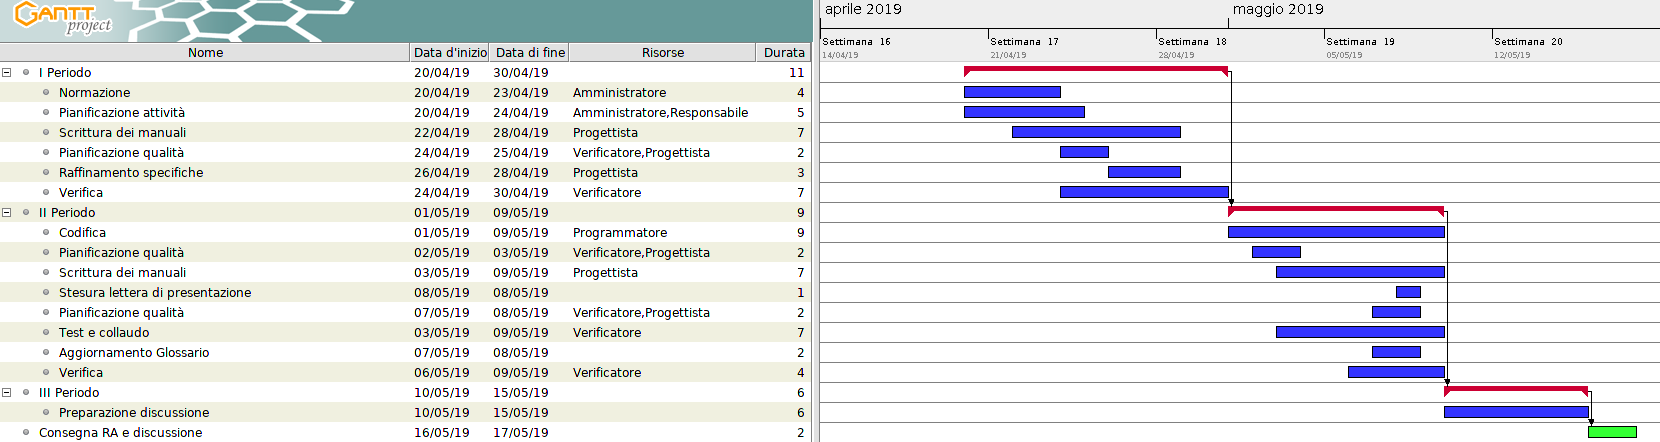 GANTT
project
aprile 2019 maggio 2019
Nome Data d'inizio Data di fine Risorse Durata
Settimana 16 Settimana 17 Settimana 18 Settimana 19 Settimana 20
14/04/19 21/04/19 28/04/19 05/05/19 12/05/19
I Periodo 20/04/19 30/04/19 11
Normazione 20/04/19 23/04/19 Amministratore 4
Pianificazione attività 20/04/19 24/04/19 Amministratore,Responsabile 5
Scrittura dei manuali 22/04/19 28/04/19 Progettista 7
Pianificazione qualità 24/04/19 25/04/19 Verificatore,Progettista 2
Raffinamento specifiche 26/04/19 28/04/19 Progettista 3
Verifica 24/04/19 30/04/19 Verificatore 7
II Periodo 01/05/19 09/05/19 9
Codifica 01/05/19 09/05/19 Programmatore 9
Pianificazione qualità 02/05/19 03/05/19 Verificatore,Progettista 2
Scrittura dei manuali 03/05/19 09/05/19 Progettista 7
Stesura lettera di presentazione 08/05/19 08/05/19 1
Pianificazione qualità 07/05/19 08/05/19 Verificatore,Progettista 2
Test e collaudo 03/05/19 09/05/19 Verificatore 7
Aggiornamento Glossario 07/05/19 08/05/19 2
Verifica 06/05/19 09/05/19 Verificatore 4
III Periodo 10/05/19 15/05/19 6
Preparazione discussione 10/05/19 15/05/19 6
Consegna RA e discussione 16/05/19 17/05/19 2